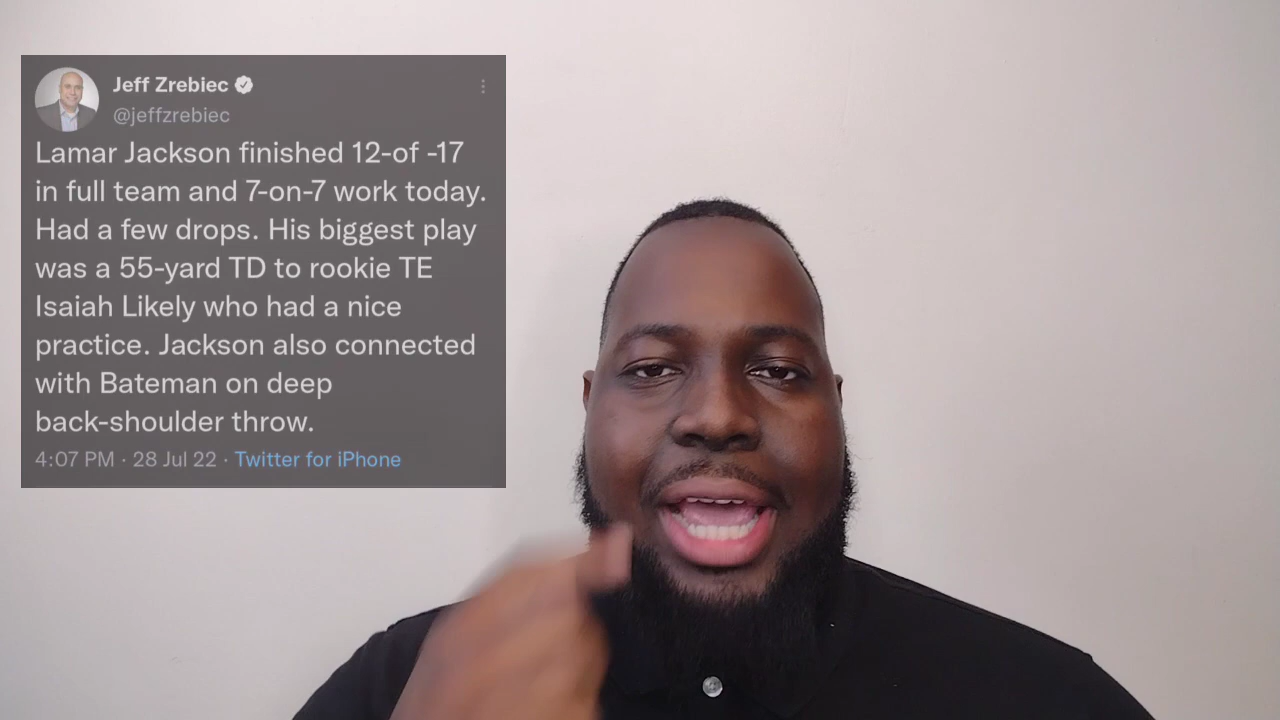 Jeff Zrebiec
@jeffzrebiec
Lamar Jackson finished 12-of -17
in full team and 7-on-7 work today.
Had a few drops. His biggest play
was a 55-yard TD to rookie TE
Isaiah Likely who had a nice
practice. Jackson also connected
with Bateman on deep
back-shoulder throw.
4:07 PM · 28 Jul 22 · Twitter for iPhone